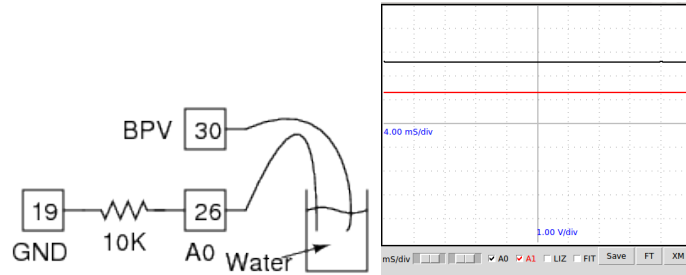 BPV 30
19 26
GND 10K A0 Water
4.00 mS/div
1.00 V/div
mS/div A0 A1 LIZ FIT Save FT XM